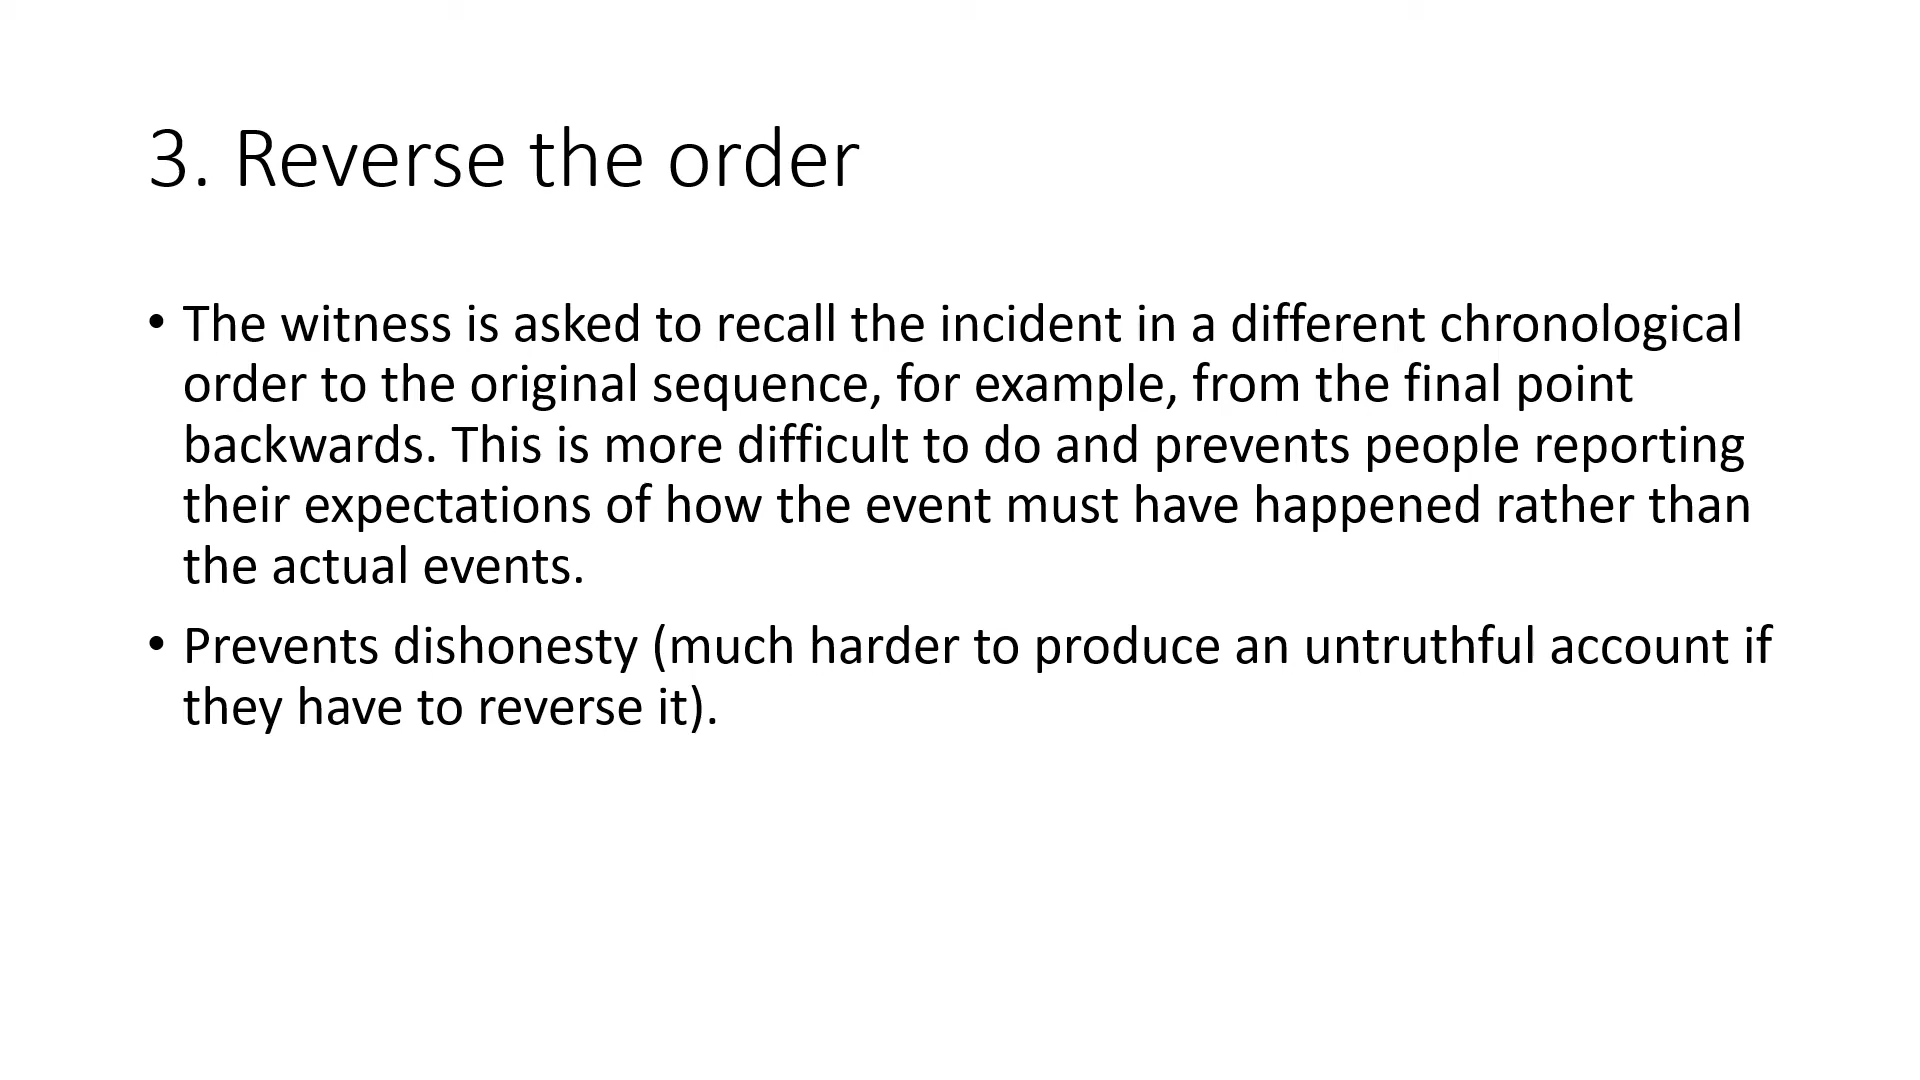 3. Reverse the order
• The witness is asked to recall the incident in a different chronological
order to the original sequence, for example, from the final point
backwards. This is more difficult to do and prevents people reporting
their expectations of how the event must have happened rather than
the actual events.
• Prevents dishonesty (much harder to produce an untruthful account if
they have to reverse it).